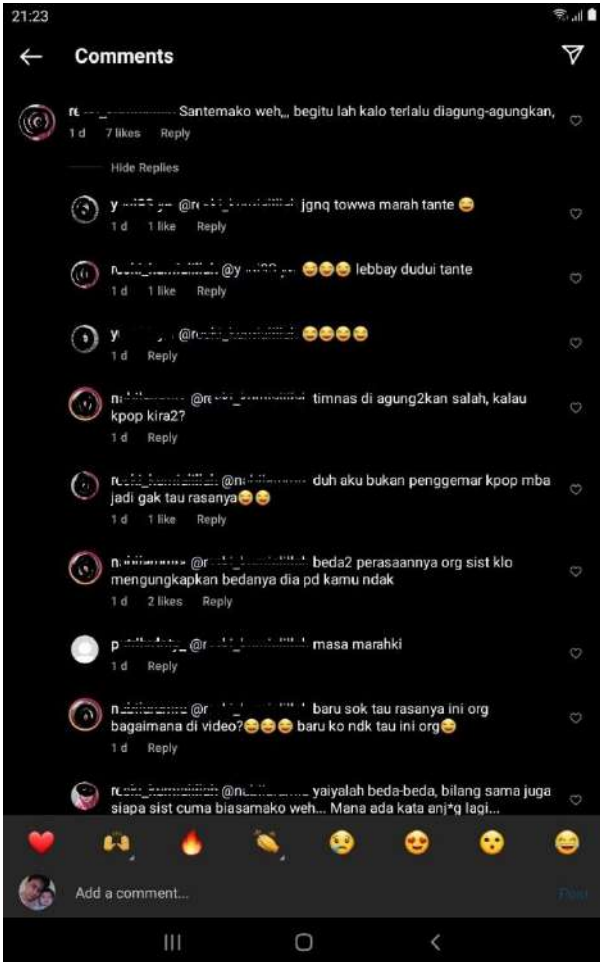 21:23
Comments
Santemako weh,,, begitu lah kalo terlalu diagung-agungkan,
1 d 7 likes Reply
Hide Replies
jgnq towwa marah tante 😅
1 d 1 like Reply
😅😅😅 lebbay dudui tante
1 d 1 like Reply
😅😅😅😅
1 d Reply
timnas di agung2kan salah, kalau
kpop kira2?
1 d Reply
duh aku bukan penggemar kpop mba
jadi gak tau rasanya😅😅
1 d 1 like Reply
beda2 perasaannya org sist klo
mengungkapkan bedanya dia pd kamu ndak
1 d 2 likes Reply
masa marahki
1 d Reply
baru sok tau rasanya ini org
bagaimana di video?😅😅😅 baru ko ndk tau ini org😅
1 d Reply
yaiyalah beda-beda, bilang sama juga
siapa sist cuma biasamako weh... Mana ada kata anj*g lagi...
Add a comment...
Post